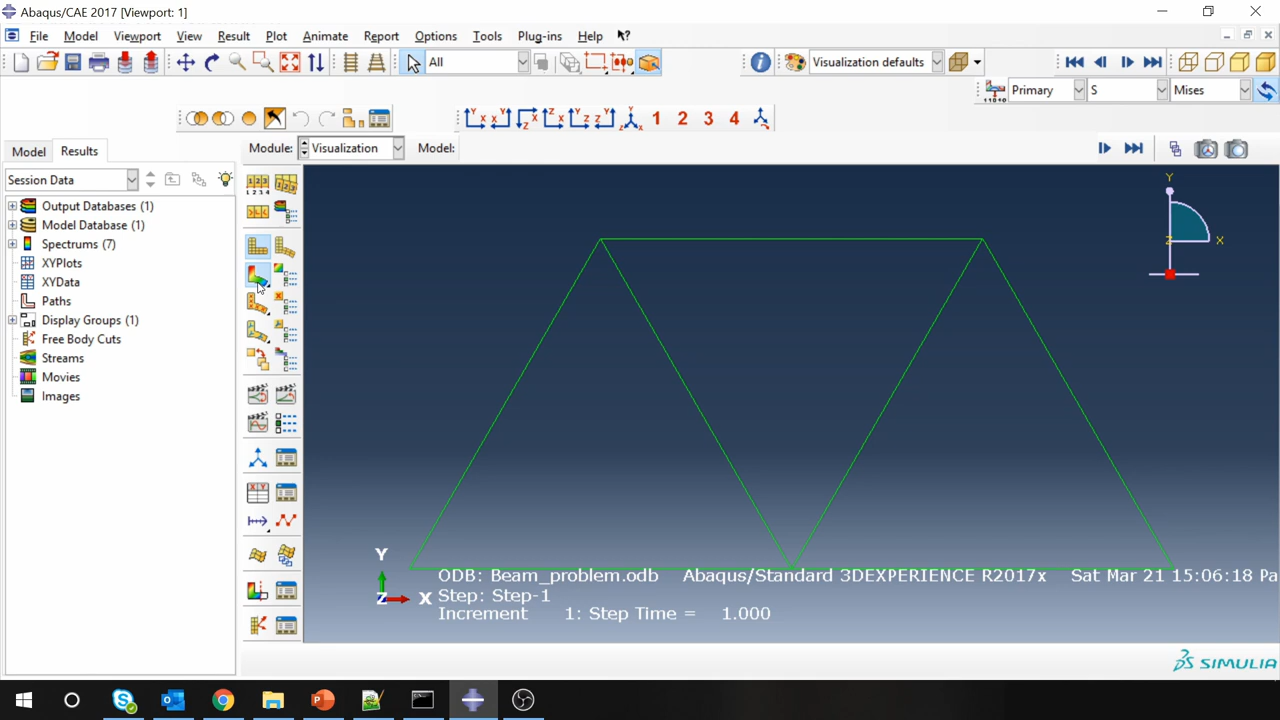 Abaqus/CAE 2017 [Viewport: 1]
File Model Viewport View Result Plot Animate Report Options Tools Plug-ins Help
All
Visualization defaults
Primary S Mises
1 2 3 4
Model Results
Module: Visualization Model:
Session Data
Output Databases (1)
Model Database (1)
Spectrums (7)
XYPlots
XYData
Paths
Display Groups (1)
Free Body Cuts
Streams
Movies
Images
Y
Z X
Y
Z X
ODB: Beam_problem.odb Abaqus/Standard 3DEXPERIENCE R2017x Sat Mar 21 15:06:18 Pa
Step: Step-1
Increment 1: Step Time = 1.000
SIMULIA